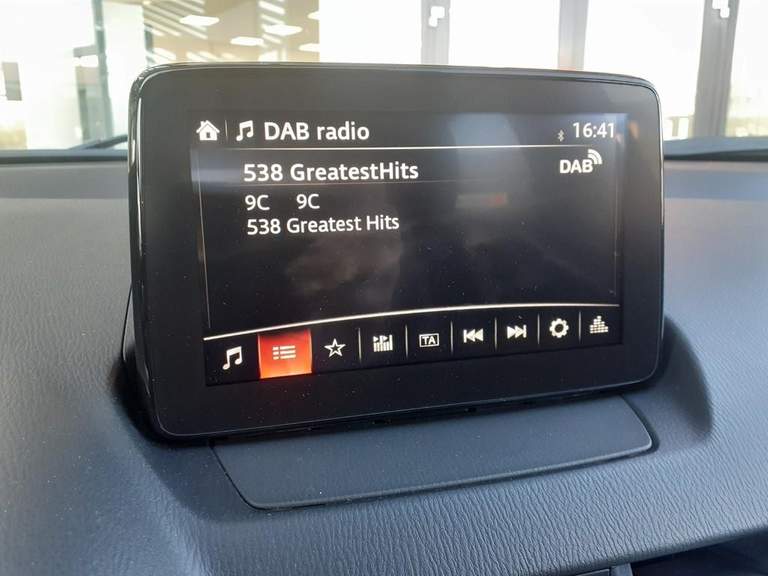 DAB radio 16:41
538 GreatestHits DAB
9C 9C
538 Greatest Hits
TA